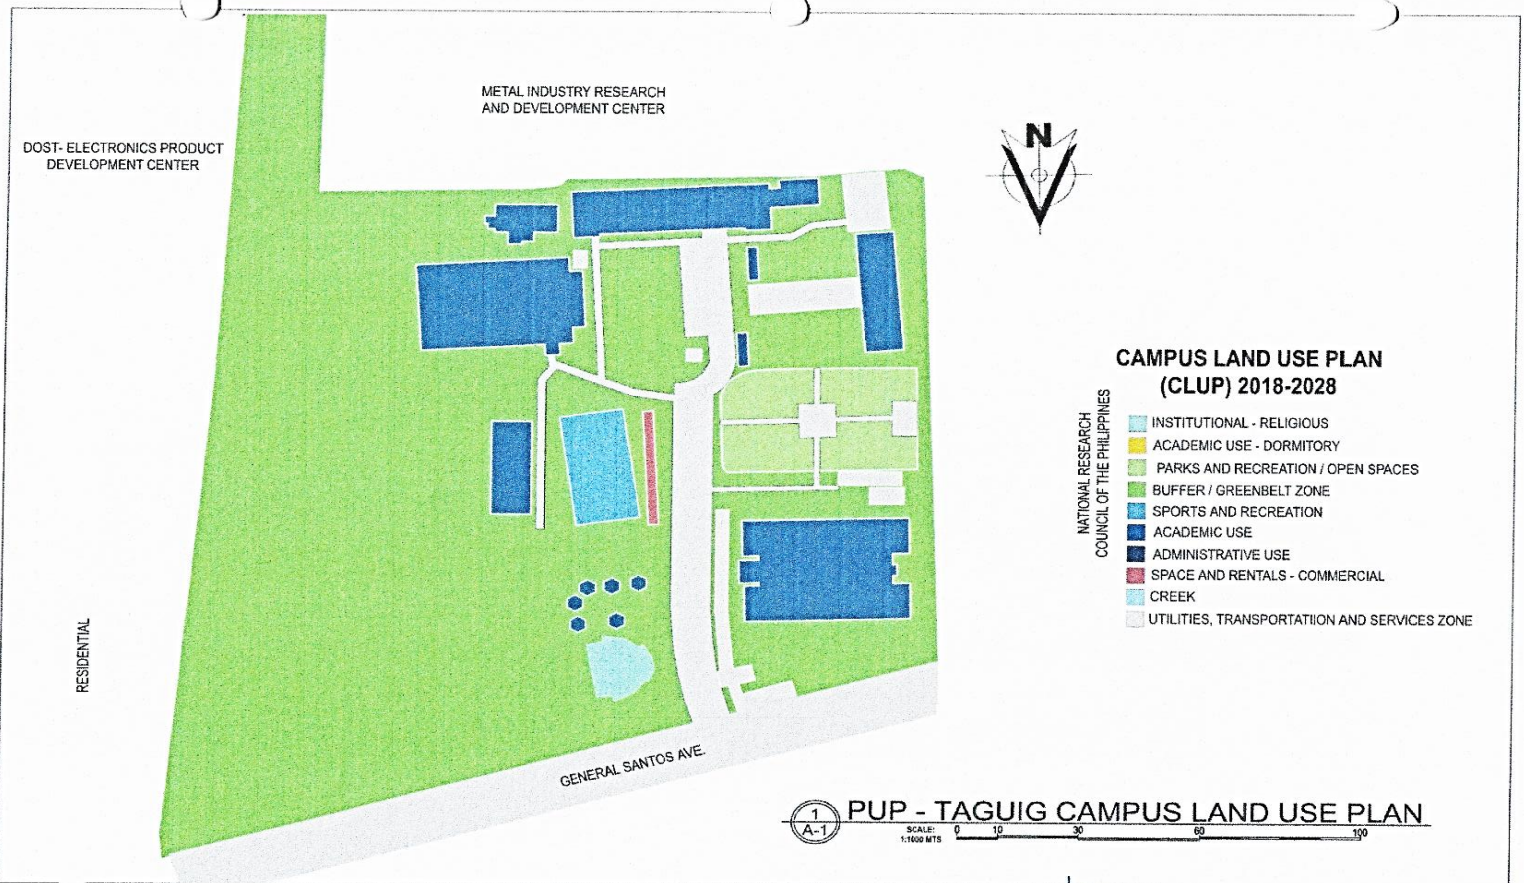 METAL INDUSTRY RESEARCH
AND DEVELOPMENT CENTER
DOST- ELECTRONICS PRODUCT
DEVELOPMENT CENTER
N
RESIDENTIAL
GENERAL SANTOS AVE.
NATIONAL RESEARCH
COUNCIL OF THE PHILIPPINES
CAMPUS LAND USE PLAN
(CLUP) 2018-2028
INSTITUTIONAL - RELIGIOUS
ACADEMIC USE - DORMITORY
PARKS AND RECREATION / OPEN SPACES
BUFFER / GREENBELT ZONE
SPORTS AND RECREATION
ACADEMIC USE
ADMINISTRATIVE USE
SPACE AND RENTALS - COMMERCIAL
CREEK
UTILITIES, TRANSPORTATIION AND SERVICES ZONE
1
A-1
PUP - TAGUIG CAMPUS LAND USE PLAN
SCALE:
1:1000 MTS
0 10 30 60 100